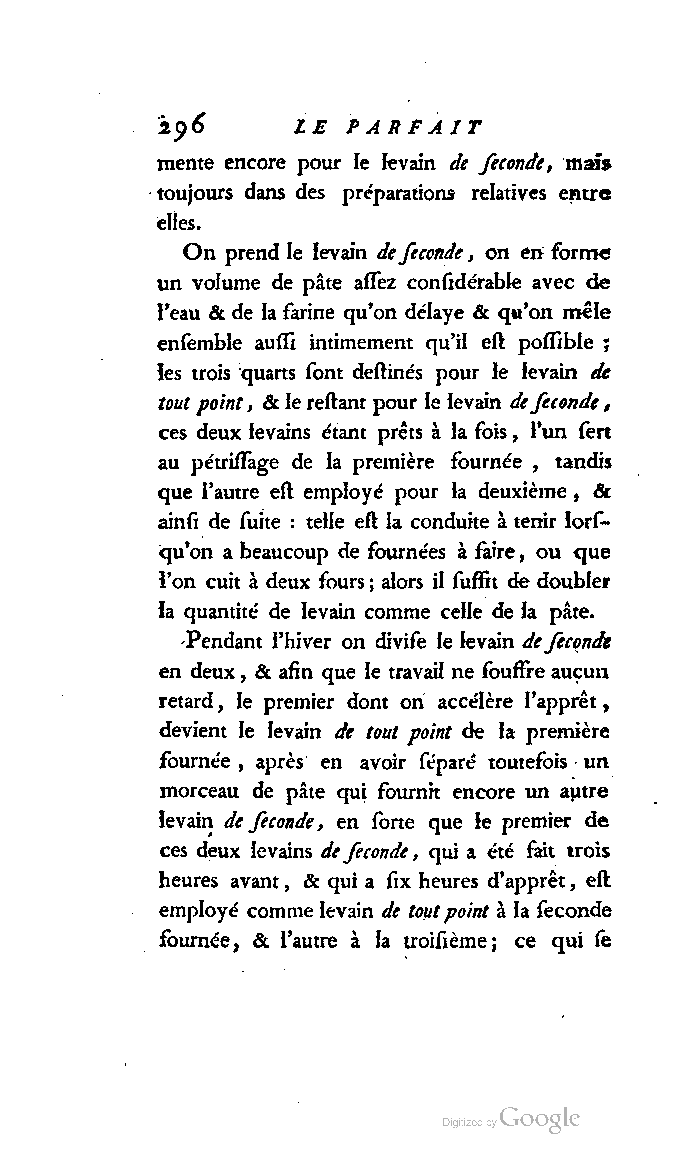 296 LE PARFAIT
mente encore pour le levain de ſeconde, mais
toujours dans des préparations relatives entre
elles.
On prend le levain de ſeconde, on en forme
un volume de pâte aſſez conſidérable avec de
l'eau & de la farine qu'on délaye & qu'on mêle
enſemble auſſi intimement qu'il eſt poſſible ;
les trois quarts ſont deſtinés pour le levain de
tout point, & le reſtant pour le levain de ſeconde,
ces deux levains étant prêts à la fois, l'un ſert
au pétriſſage de la première fournée , tandis
que l'autre eſt employé pour la deuxième, &
ainſi de ſuite : telle eſt la conduite à tenir lorſ-
qu'on a beaucoup de fournées à faire, ou que
l'on cuit à deux fours ; alors il ſuffit de doubler
la quantité de levain comme celle de la pâte.
Pendant l'hiver on diviſe le levain de ſeconde
en deux, & afin que le travail ne ſouffre aucun
retard, le premier dont on accélère l'apprêt,
devient le levain de tout point de la première
fournée , après en avoir ſéparé toutefois un
morceau de pâte qui fournit encore un autre
levain de ſeconde, en ſorte que le premier de
ces deux levains de ſeconde, qui a été fait trois
heures avant, & qui a ſix heures d'apprêt, eſt
employé comme levain de tout point à la ſeconde
fournée, & l'autre à la troiſième ; ce qui ſe
Digitized by Google